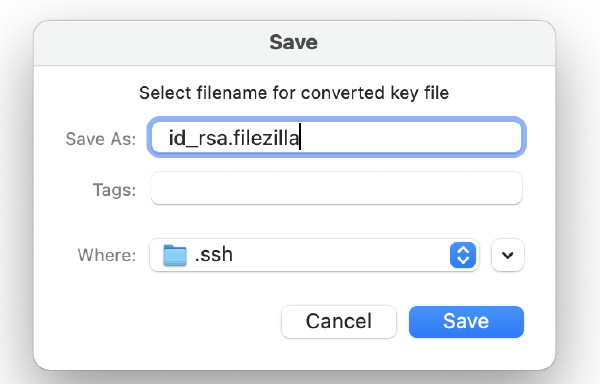 Save
Select filename for converted key file
Save As: id_rsa.filezilla
Tags:
Where: .ssh
Cancel Save